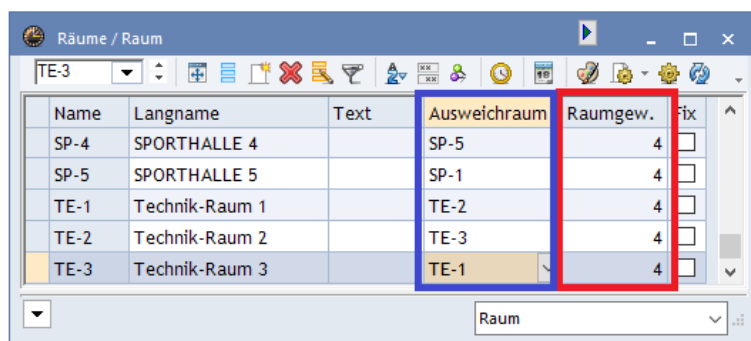 Räume / Raum
TE-3
Name Langname Text Ausweichraum Raumgew. Fix
SP-4 SPORTHALLE 4 SP-5 4
SP-5 SPORTHALLE 5 SP-1 4
TE-1 Technik-Raum 1 TE-2 4
TE-2 Technik-Raum 2 TE-3 4
TE-3 Technik-Raum 3 TE-1 4
Raum